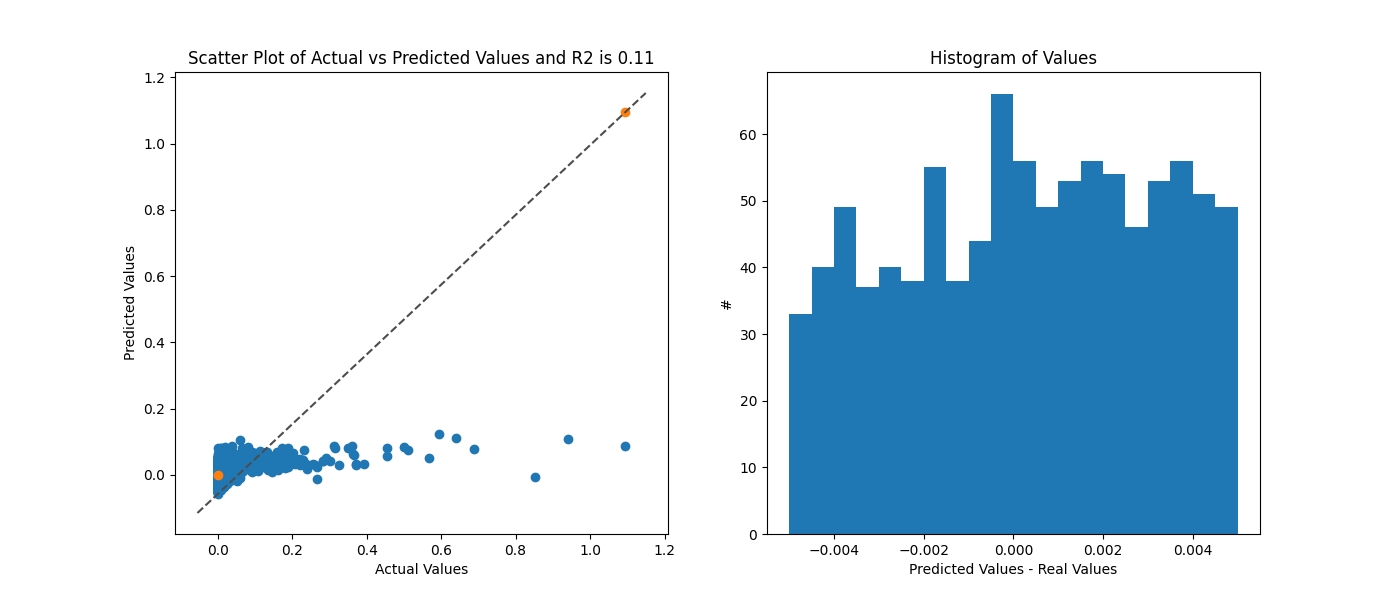 Scatter Plot of Actual vs Predicted Values and R2 is 0.11
1.2
1.0
0.8
0.6
0.4
0.2
0.0
Predicted Values
0.0 0.2 0.4 0.6 0.8 1.0 1.2
Actual Values
Histogram of Values
60
50
40
30
20
10
0
#
−0.004 −0.002 0.000 0.002 0.004
Predicted Values - Real Values